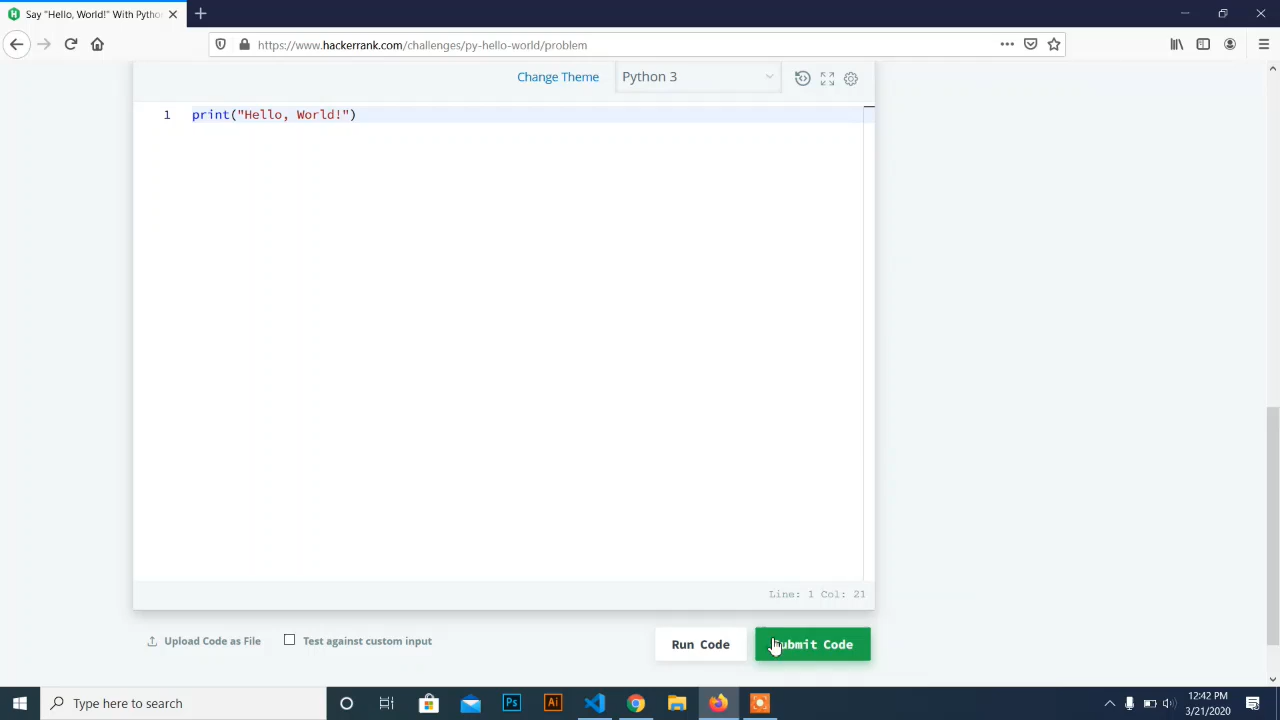 Say "Hello, World!" With Pytho
https://www.hackerrank.com/challenges/py-hello-world/problem
Change Theme
Python 3
1 print("Hello, World!")
Line: 1 Col: 21
Upload Code as File
Test against custom input
Run Code
Submit Code
Ps
Ai
Type here to search
12:42 PM
3/21/2020